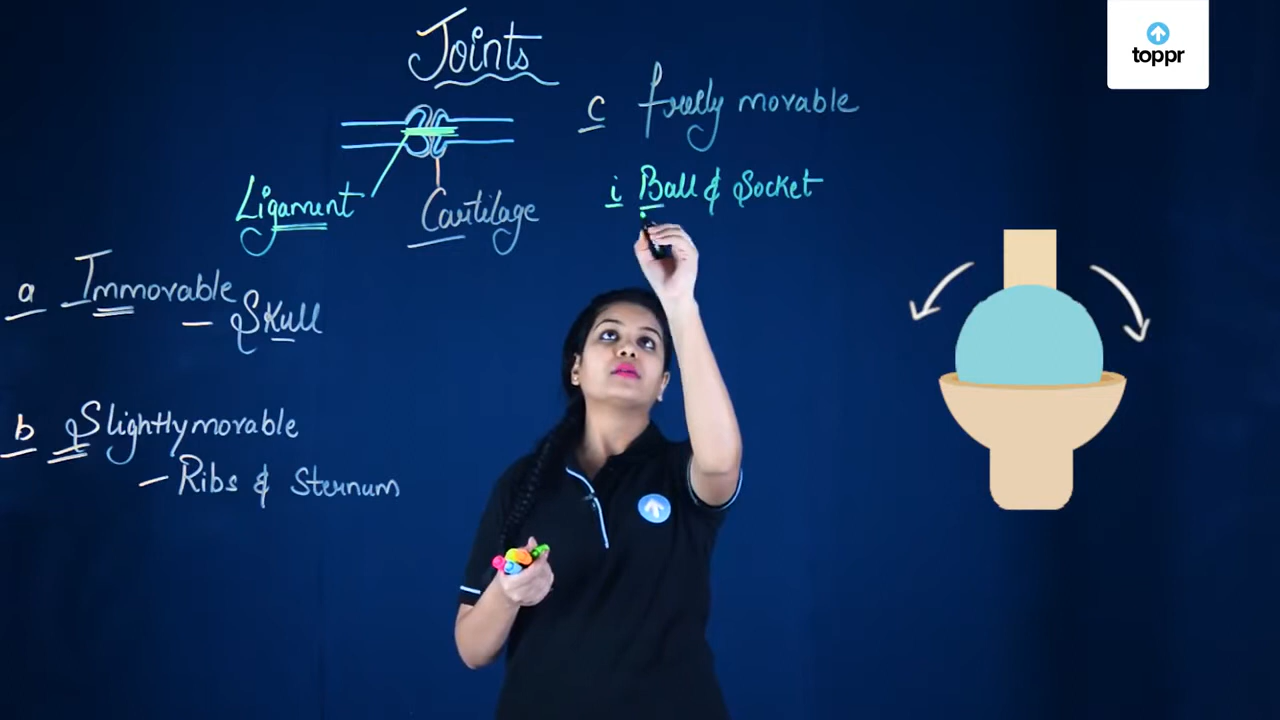 Joints
Ligament
Cartilage
a Immovable
– Skull
b Slightly movable
– Ribs & Sternum
c freely movable
i Ball & Socket
toppr